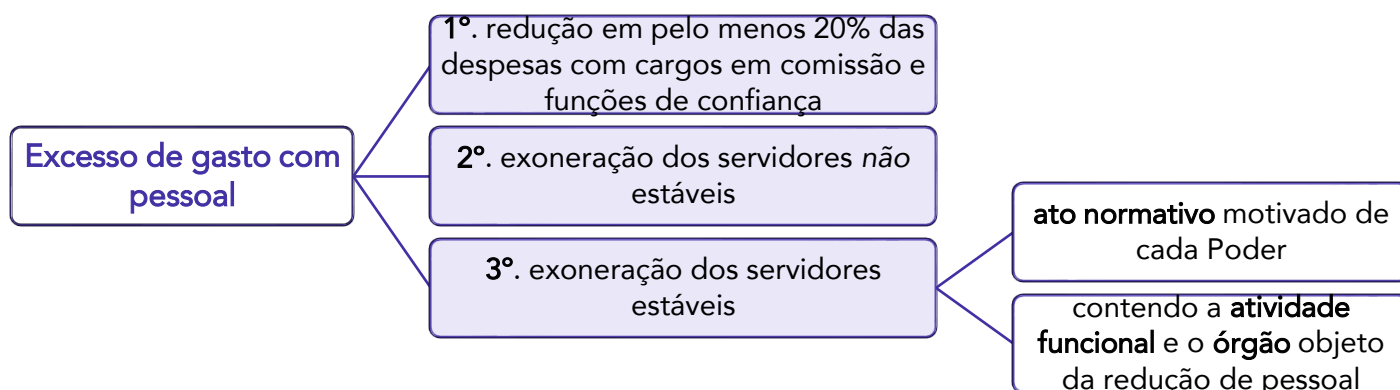 Excesso de gasto com
pessoal
1º. redução em pelo menos 20% das
despesas com cargos em comissão e
funções de confiança
2º. exoneração dos servidores não
estáveis
3º. exoneração dos servidores
estáveis
ato normativo motivado de
cada Poder
contendo a atividade
funcional e o órgão objeto
da redução de pessoal